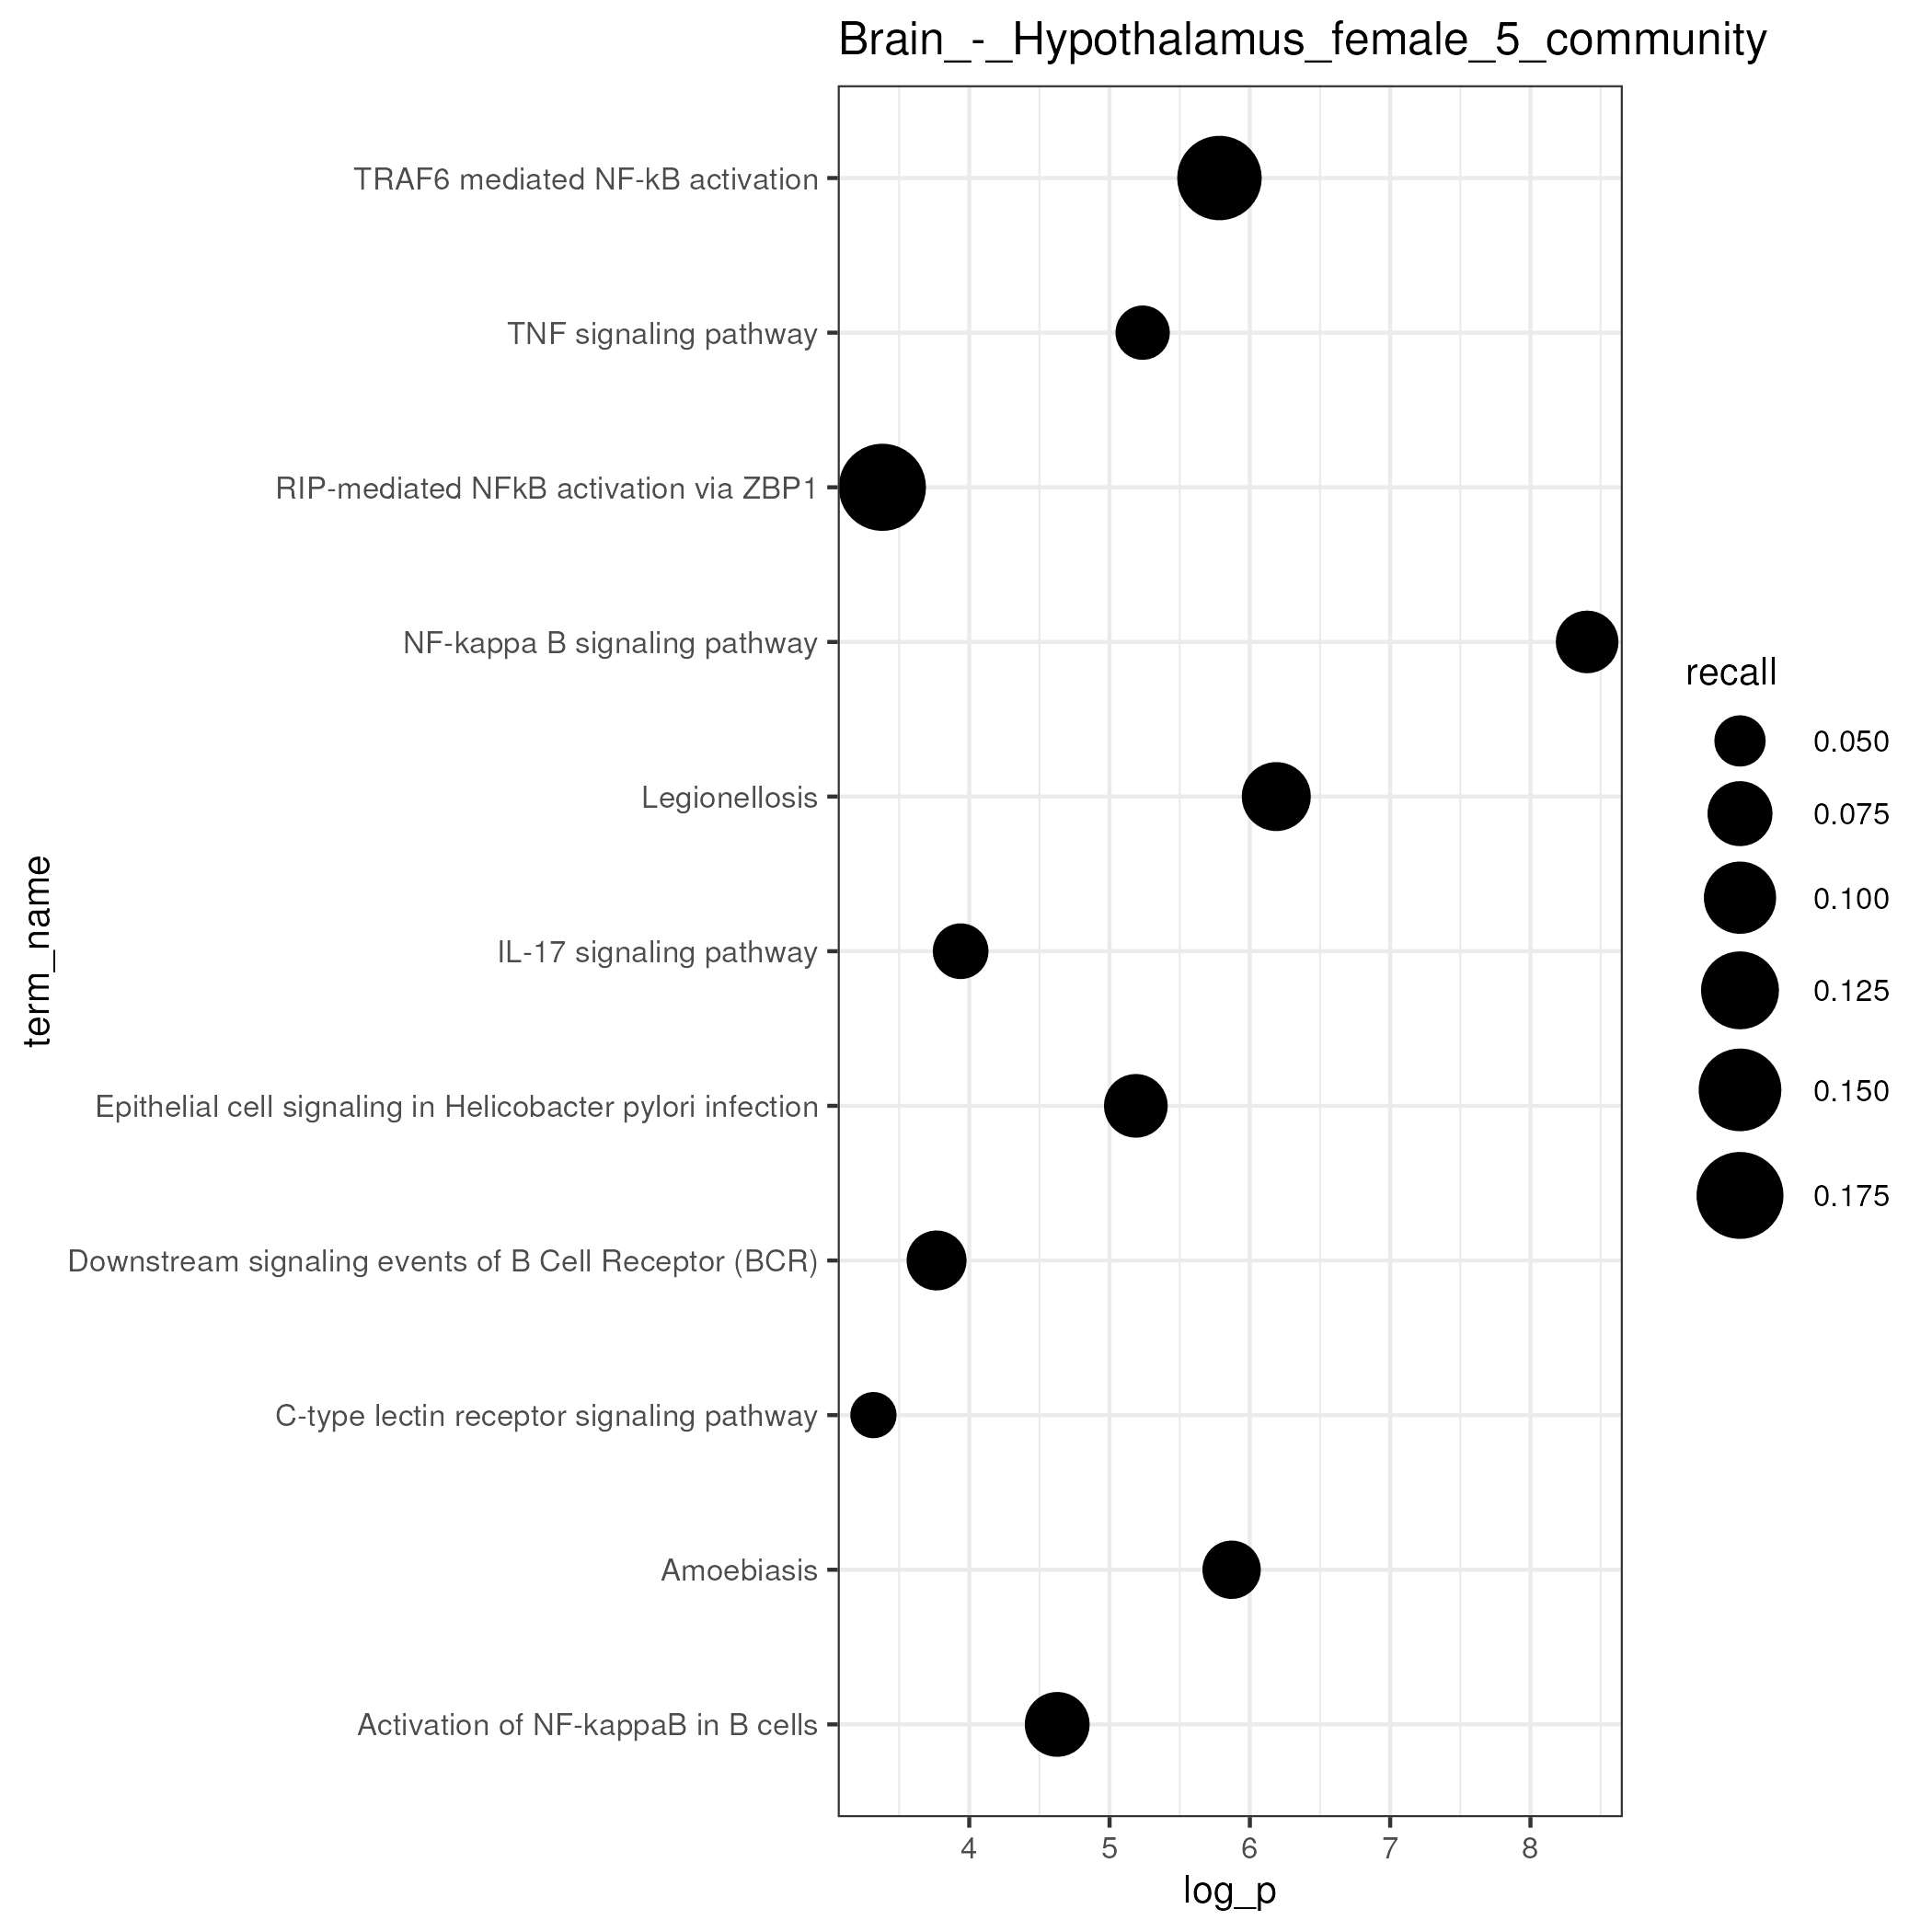 Brain_-_Hypothalamus_female_5_community
TRAF6 mediated NF-kB activation
TNF signaling pathway
RIP-mediated NFkB activation via ZBP1
NF-kappa B signaling pathway
Legionellosis
IL-17 signaling pathway
Epithelial cell signaling in Helicobacter pylori infection
Downstream signaling events of B Cell Receptor (BCR)
C-type lectin receptor signaling pathway
Amoebiasis
Activation of NF-kappaB in B cells
term_name
4 5 6 7 8
log_p
recall
0.050
0.075
0.100
0.125
0.150
0.175